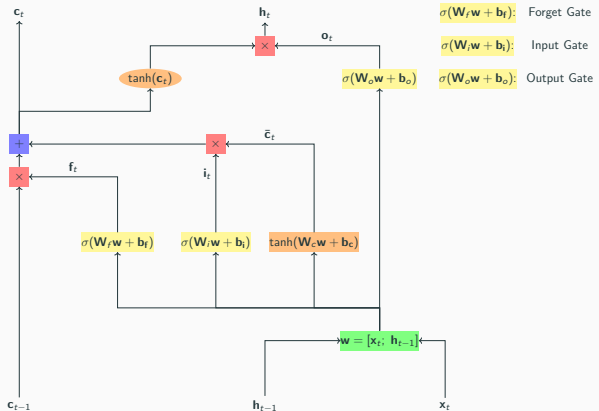 c_t
h_t
σ(W_f w + b_f): Forget Gate
o_t
×
σ(W_i w + b_i): Input Gate
tanh(c_t)
σ(W_o w + b_o)
σ(W_o w + b_o): Output Gate
c̄_t
+
×
f_t
i_t
×
σ(W_f w + b_f)
σ(W_i w + b_i)
tanh(W_c w + b_c)
w = [x_t; h_{t−1}]
c_{t−1}
h_{t−1}
x_t